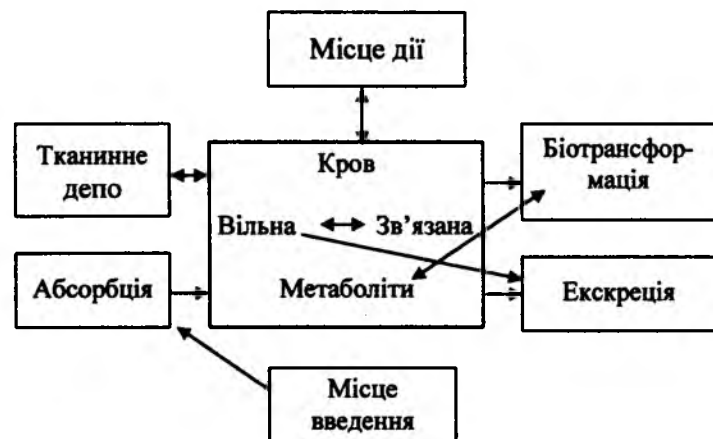 Місце дії
Тканинне
депо
Кров
Біотрансфор-
мація
Вільна Зв’язана
Абсорбція
Метаболіти
Екскреція
Місце
введення